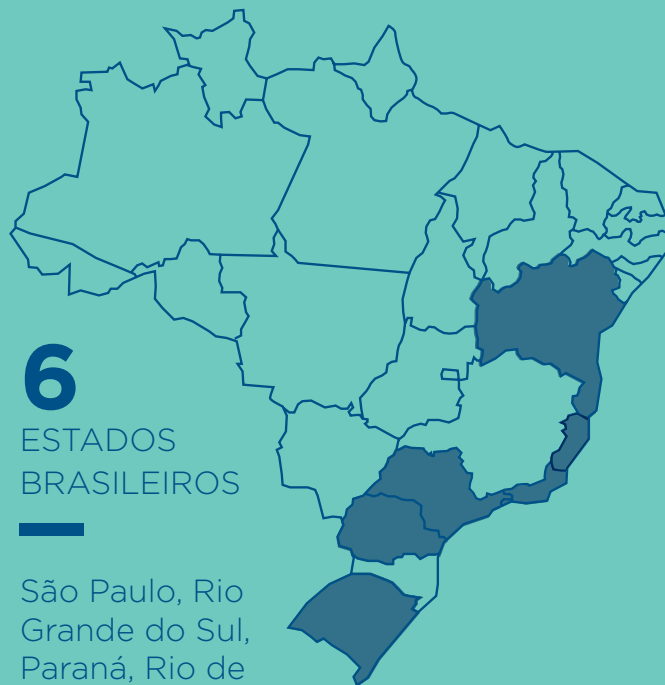 6
ESTADOS
BRASILEIROS
São Paulo, Rio
Grande do Sul,
Paraná, Rio de